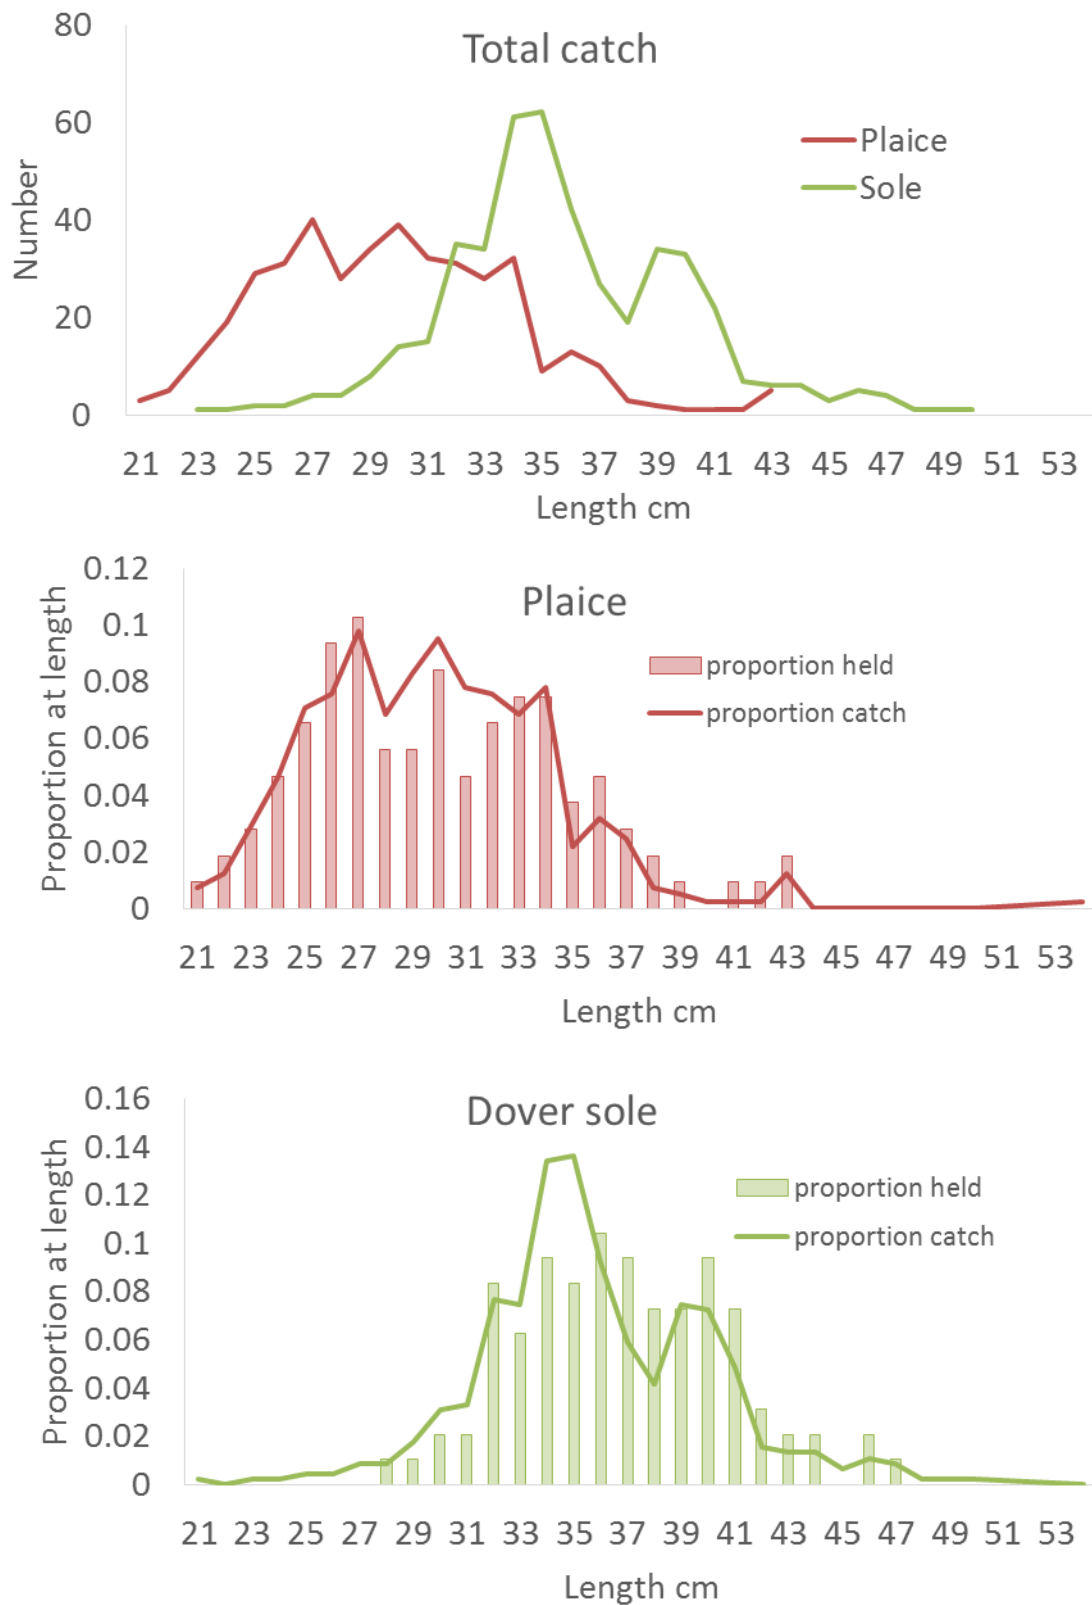 Total catch
80
60
40
20
0
Number
Plaice
Sole
21 23 25 27 29 31 33 35 37 39 41 43 45 47 49 51 53
Length cm
Plaice
0.12
0.1
0.08
0.06
0.04
0.02
0
Proportion at length
proportion held
proportion catch
21 23 25 27 29 31 33 35 37 39 41 43 45 47 49 51 53
Length cm
Dover sole
0.16
0.14
0.12
0.1
0.08
0.06
0.04
0.02
0
Proportion at length
proportion held
proportion catch
21 23 25 27 29 31 33 35 37 39 41 43 45 47 49 51 53
Length cm